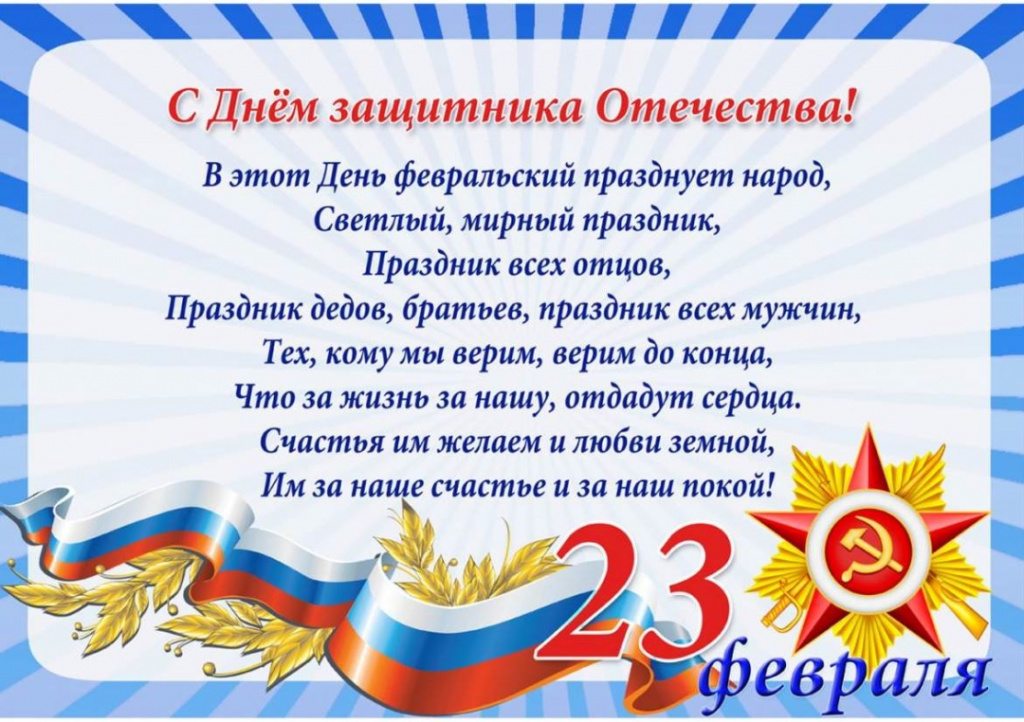 С Днём защитника Отечества!
В этот День февральский празднует народ,
Светлый, мирный праздник,
Праздник всех отцов,
Праздник дедов, братьев, праздник всех мужчин,
Тех, кому мы верим, верим до конца,
Что за жизнь за нашу, отдадут сердца.
Счастья им желаем и любви земной,
Им за наше счастье и за наш покой!
23
февраля